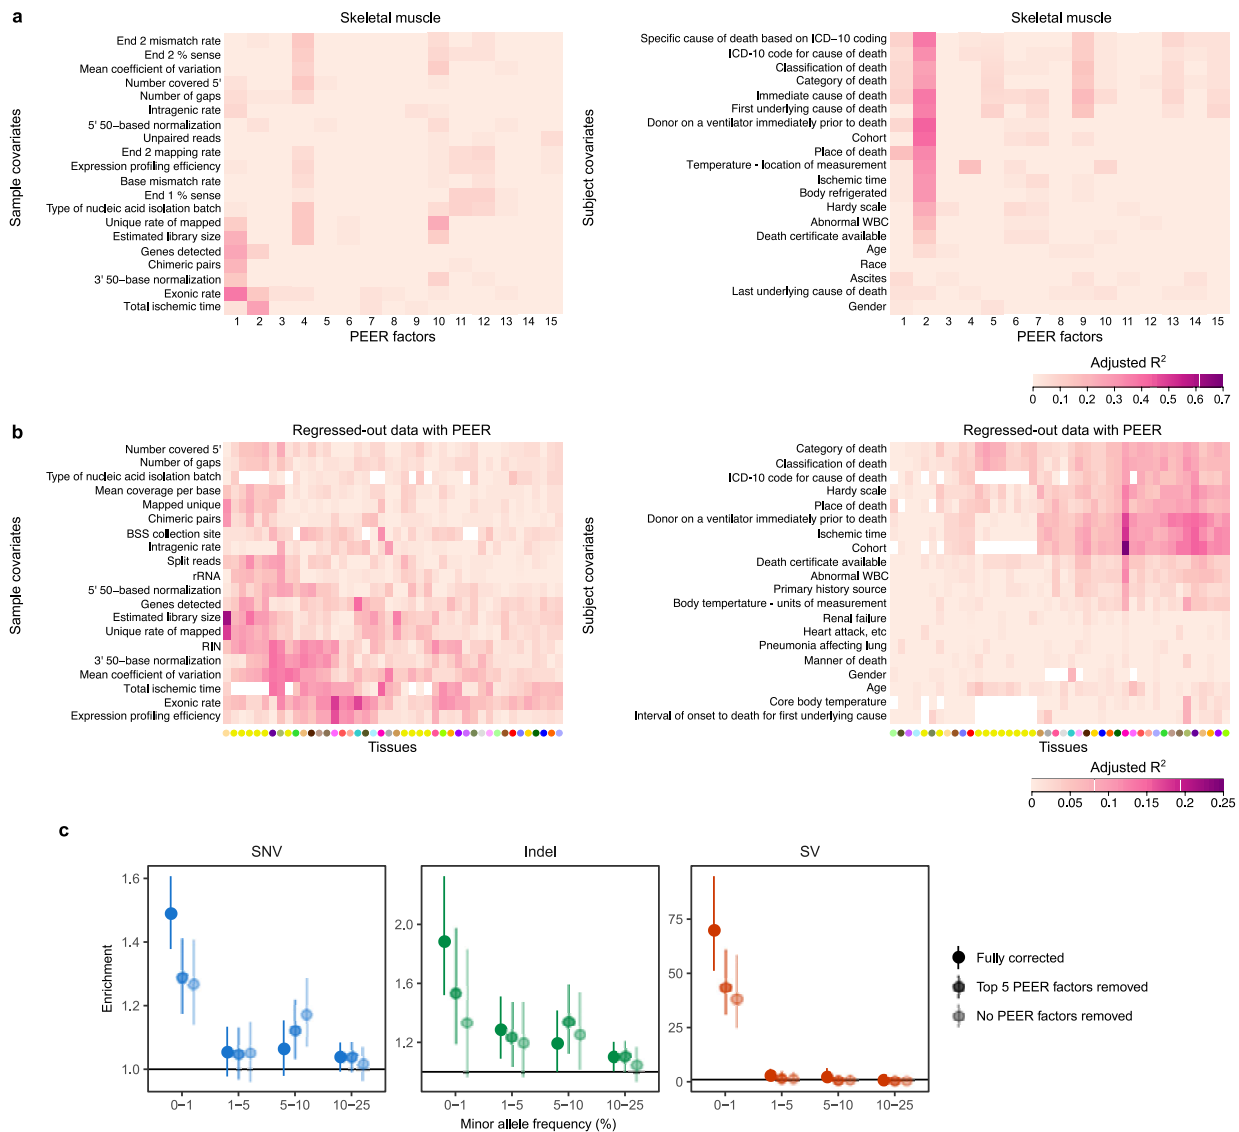 a
Skeletal muscle
Sample covariates
End 2 mismatch rate
End 2 % sense
Mean coefficient of variation
Number covered 5'
Number of gaps
Intragenic rate
5' 50−based normalization
Unpaired reads
End 2 mapping rate
Expression profiling efficiency
Base mismatch rate
End 1 % sense
Type of nucleic acid isolation batch
Unique rate of mapped
Estimated library size
Genes detected
Chimeric pairs
3' 50−base normalization
Exonic rate
Total ischemic time
1 2 3 4 5 6 7 8 9 10 11 12 13 14 15
PEER factors
Skeletal muscle
Subject covariates
Specific cause of death based on ICD−10 coding
ICD-10 code for cause of death
Classification of death
Category of death
Immediate cause of death
First underlying cause of death
Donor on a ventilator immediately prior to death
Cohort
Place of death
Temperature - location of measurement
Ischemic time
Body refrigerated
Hardy scale
Abnormal WBC
Death certificate available
Age
Race
Ascites
Last underlying cause of death
Gender
1 2 3 4 5 6 7 8 9 10 11 12 13 14 15
PEER factors
Adjusted R2
0 0.1 0.2 0.3 0.4 0.5 0.6 0.7
b
Regressed-out data with PEER
Sample covariates
Number covered 5'
Number of gaps
Type of nucleic acid isolation batch
Mean coverage per base
Mapped unique
Chimeric pairs
BSS collection site
Intragenic rate
Split reads
rRNA
5' 50−based normalization
Genes detected
Estimated library size
Unique rate of mapped
RIN
3' 50-base normalization
Mean coefficient of variation
Total ischemic time
Exonic rate
Expression profiling efficiency
Tissues
Regressed-out data with PEER
Subject covariates
Category of death
Classification of death
ICD-10 code for cause of death
Hardy scale
Place of death
Donor on a ventilator immediately prior to death
Ischemic time
Cohort
Death certificate available
Abnormal WBC
Primary history source
Body tempertature - units of measurement
Renal failure
Heart attack, etc
Pneumonia affecting lung
Manner of death
Gender
Age
Core body temperature
Interval of onset to death for first underlying cause
Tissues
Adjusted R2
0 0.05 0.1 0.15 0.2 0.25
c
SNV
Indel
SV
Enrichment
1.6
1.4
1.2
1.0
0−1 1−5 5−10 10−25
2.0
1.6
1.2
0−1 1−5 5−10 10−25
75
50
25
0
0−1 1−5 5−10 10−25
Minor allele frequency (%)
Fully corrected
Top 5 PEER factors removed
No PEER factors removed